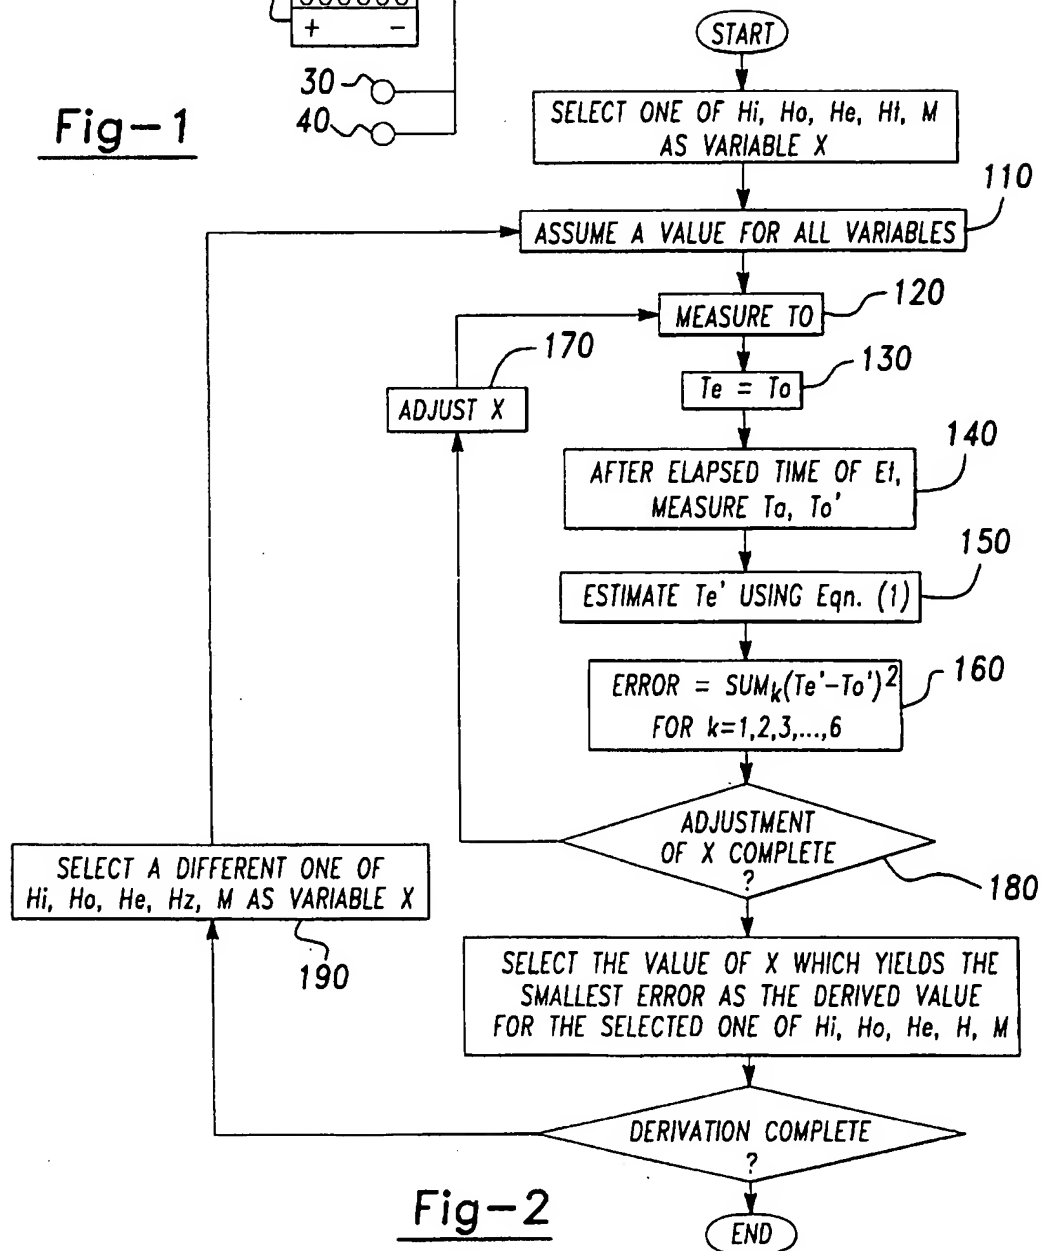 + -
30
40
Fig-1
START
SELECT ONE OF Hi, Ho, He, Ht, M
AS VARIABLE X
110
ASSUME A VALUE FOR ALL VARIABLES
120
MEASURE TO
170
ADJUST X
130
Te = To
140
AFTER ELAPSED TIME OF Et,
MEASURE Ta, To'
150
ESTIMATE Te' USING Eqn. (1)
160
ERROR = SUMk(Te'-To')2
FOR k=1,2,3,...,6
ADJUSTMENT
OF X COMPLETE
?
180
SELECT A DIFFERENT ONE OF
Hi, Ho, He, Hz, M AS VARIABLE X
190
SELECT THE VALUE OF X WHICH YIELDS THE
SMALLEST ERROR AS THE DERIVED VALUE
FOR THE SELECTED ONE OF Hi, Ho, He, H, M
DERIVATION COMPLETE
?
Fig-2
END